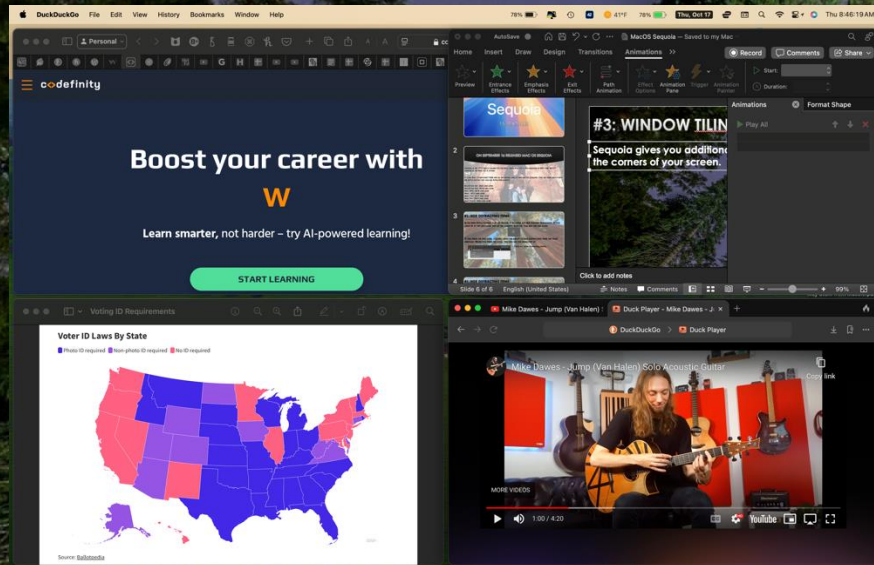 DuckDuckGo File Edit View History Bookmarks Window Help
78% 41°F 78% Thu, Oct 17 Thu 8:46:19 AM
Personal
codefinity
Boost your career with
W
Learn smarter, not harder – try AI-powered learning!
START LEARNING
AutoSave MacOS Sequoia — Saved to my Mac
Home Insert Draw Design Transitions Animations Record Comments Share
Preview Entrance Effects Emphasis Effects Exit Effects Path Animation Effect Options Animation Pane Trigger Animation Painter Start: Duration:
Animations Format Shape
Play All
Sequoia
2
3
4
#3: WINDOW TILIN
Sequoia gives you additiona
the corners of your screen.
Click to add notes
Slide 6 of 6 English (United States) Notes Comments 99%
Voting ID Requirements
Voter ID Laws By State
Photo ID required Non-photo ID required No ID required
Source: Ballotpedia
Mike Dawes - Jump (Van Halen) Duck Player - Mike Dawes - J
DuckDuckGo Duck Player
Mike Dawes - Jump (Van Halen) Solo Acoustic Guitar
Copy link
MORE VIDEOS
1:00 / 4:20
YouTube